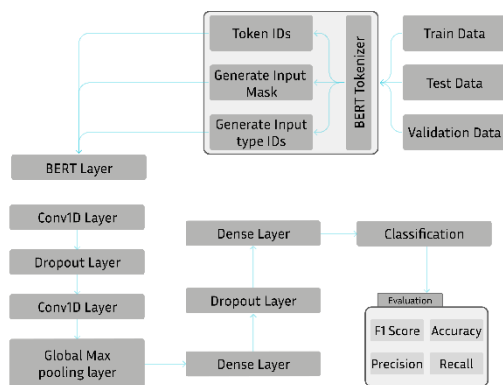 Token IDs
Generate Input
Mask
Generate Input
type IDs
BERT Tokenizer
Train Data
Test Data
Validation Data
BERT Layer
Conv1D Layer
Dropout Layer
Conv1D Layer
Global Max
pooling layer
Dense Layer
Dropout Layer
Dense Layer
Classification
Evaluation
F1 Score
Accuracy
Precision
Recall